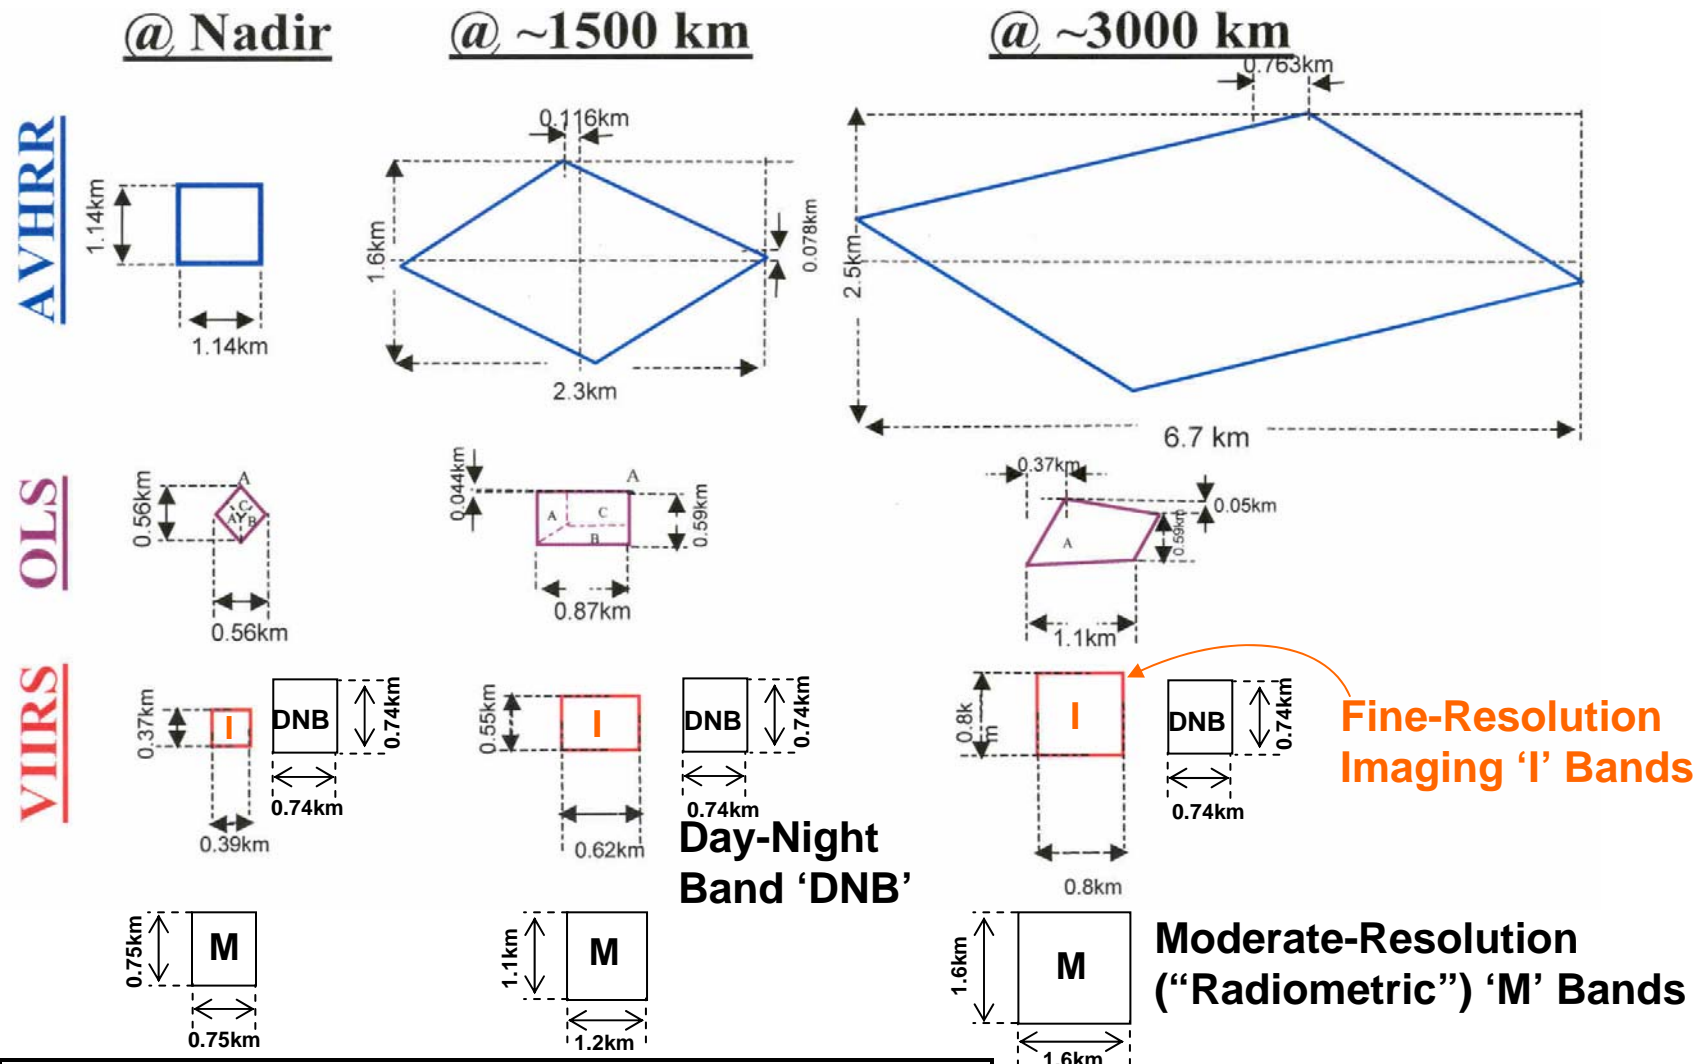 @ Nadir
@ ~1500 km
@ ~3000 km
AVHRR
1.14km
1.14km
0.116km
1.6km
0.078km
2.3km
0.763km
2.5km
6.7 km
OLS
0.56km
A
C
A
B
0.56km
0.044km
A
A
C
B
0.59km
0.87km
0.37km
0.05km
A
0.59km
1.1km
VIIRS
0.37km
I
DNB
0.74km
0.74km
0.39km
0.55km
I
DNB
0.74km
0.74km
0.62km
Day-Night
Band ‘DNB’
0.8k
m
I
DNB
0.74km
0.74km
0.8km
Fine-Resolution
Imaging ‘I’ Bands
0.75km
M
0.75km
1.1km
M
1.2km
1.6km
M
1.6km
Moderate-Resolution
(“Radiometric”) ‘M’ Bands